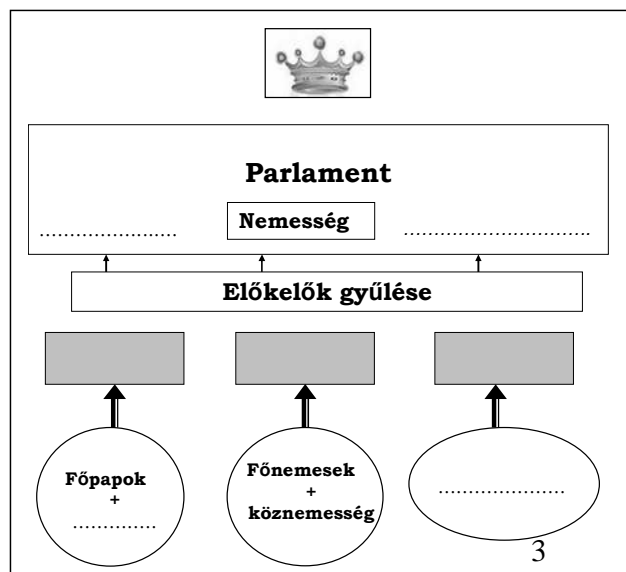 Parlament
..................... Nemesség ............................
Előkelők gyűlése
Főpapok
+
.............
Főnemesek
+
köznemesség
....................
3